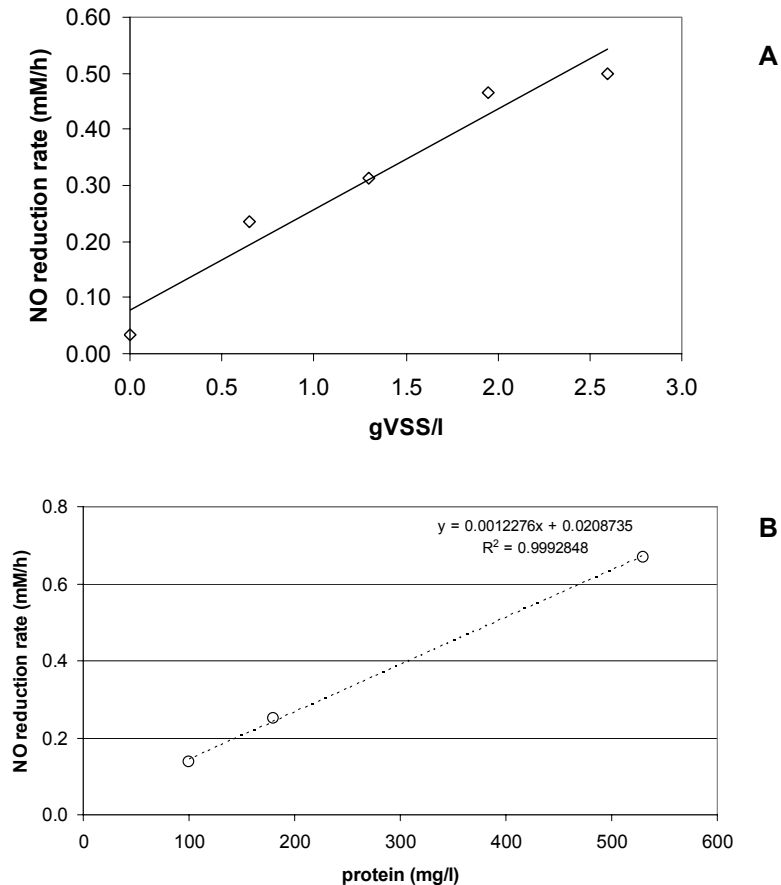 0.60
0.50
0.40
0.30
0.20
0.10
0.00
NO reduction rate (mM/h)
0.0 0.5 1.0 1.5 2.0 2.5 3.0
gVSS/l
A
0.8
0.6
0.4
0.2
0.0
NO reduction rate (mM/h)
y = 0.0012276x + 0.0208735
R² = 0.9992848
0 100 200 300 400 500 600
protein (mg/l)
B